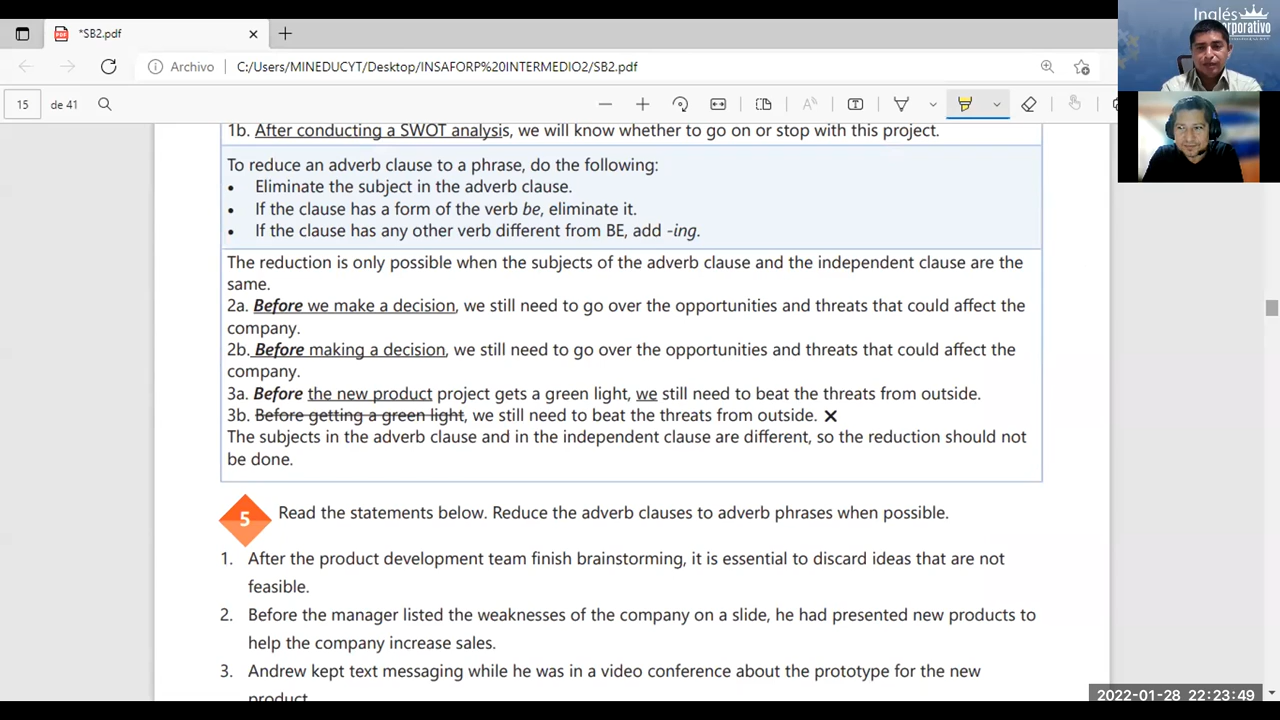 *SB2.pdf
Archivo
C:/Users/MINEDUCYT/Desktop/INSAFORP%20INTERMEDIO2/SB2.pdf
15
de 41
1b. After conducting a SWOT analysis, we will know whether to go on or stop with this project.
To reduce an adverb clause to a phrase, do the following:
• Eliminate the subject in the adverb clause.
• If the clause has a form of the verb be, eliminate it.
• If the clause has any other verb different from BE, add -ing.
The reduction is only possible when the subjects of the adverb clause and the independent clause are the
same.
2a. Before we make a decision, we still need to go over the opportunities and threats that could affect the
company.
2b. Before making a decision, we still need to go over the opportunities and threats that could affect the
company.
3a. Before the new product project gets a green light, we still need to beat the threats from outside.
3b. Before getting a green light, we still need to beat the threats from outside. ✕
The subjects in the adverb clause and in the independent clause are different, so the reduction should not
be done.
5 Read the statements below. Reduce the adverb clauses to adverb phrases when possible.
1. After the product development team finish brainstorming, it is essential to discard ideas that are not
feasible.
2. Before the manager listed the weaknesses of the company on a slide, he had presented new products to
help the company increase sales.
3. Andrew kept text messaging while he was in a video conference about the prototype for the new
product.
Inglés
2022-01-28 22:23:49